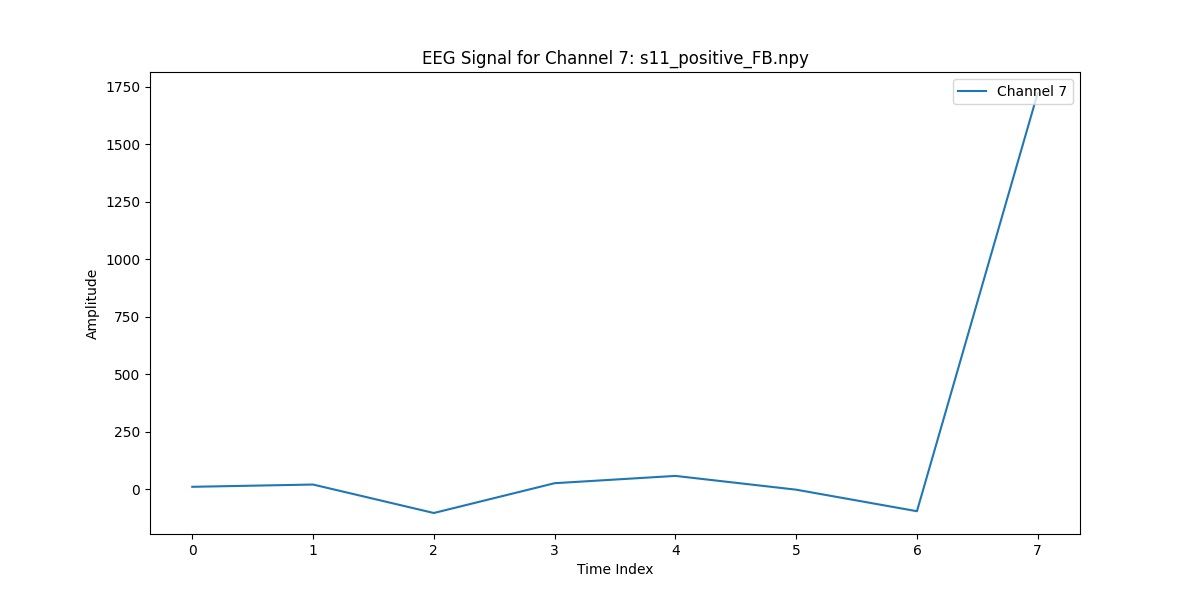 EEG Signal for Channel 7: s11_positive_FB.npy
Channel 7
1750
1500
1250
1000
750
500
250
0
Amplitude
0 1 2 3 4 5 6 7
Time Index